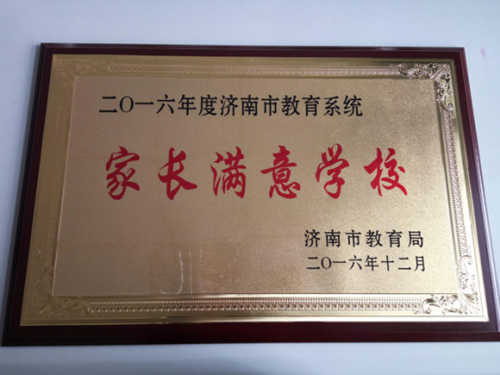 二〇一六年度济南市教育系统
家长满意学校
济南市教育局
二〇一六年十二月